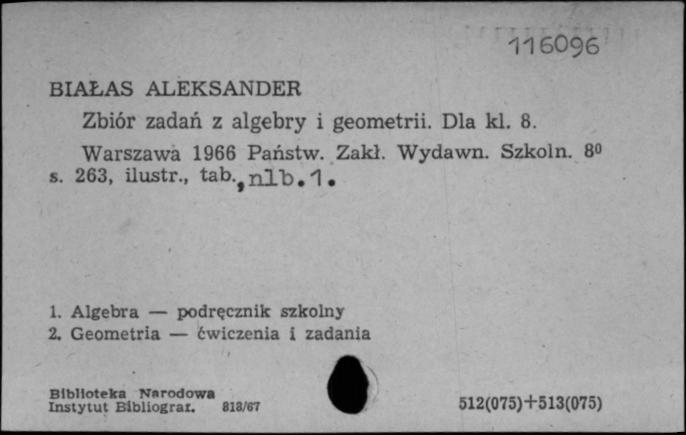 116096
BIAŁAS ALEKSANDER
Zbiór zadań z algebry i geometrii. Dla kl. 8.
Warszawa 1966 Państw. Zakł. Wydawn. Szkoln. 8⁰
s. 263, ilustr., tab., nlb. 1.
1. Algebra — podręcznik szkolny
2. Geometria — ćwiczenia i zadania
Biblioteka Narodowa
Instytut Bibliograf. 813/67
512(075)+513(075)